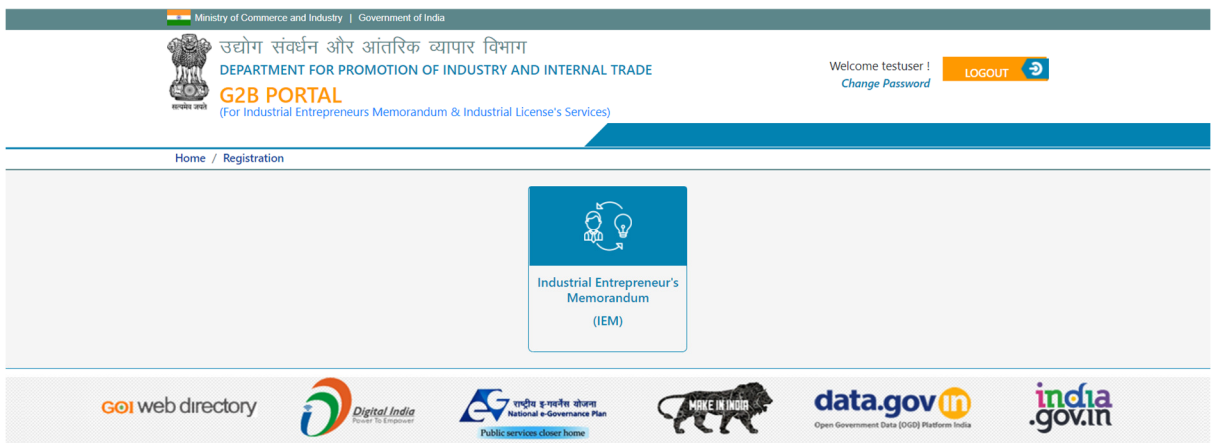 Ministry of Commerce and Industry | Government of India
उद्योग संवर्धन और आंतरिक व्यापार विभाग
DEPARTMENT FOR PROMOTION OF INDUSTRY AND INTERNAL TRADE
G2B PORTAL
(For Industrial Entrepreneurs Memorandum & Industrial License's Services)
सत्यमेव जयते
Welcome testuser !
Change Password
LOGOUT
Home / Registration
Industrial Entrepreneur's
Memorandum
(IEM)
GOI web directory
Digital India
Power To Empower
राष्ट्रीय इ-गवर्नेंस योजना
National e-Governance Plan
Public services closer home
MAKE IN INDIA
data.gov in
Open Government Data (OGD) Platform India
india
.gov.in